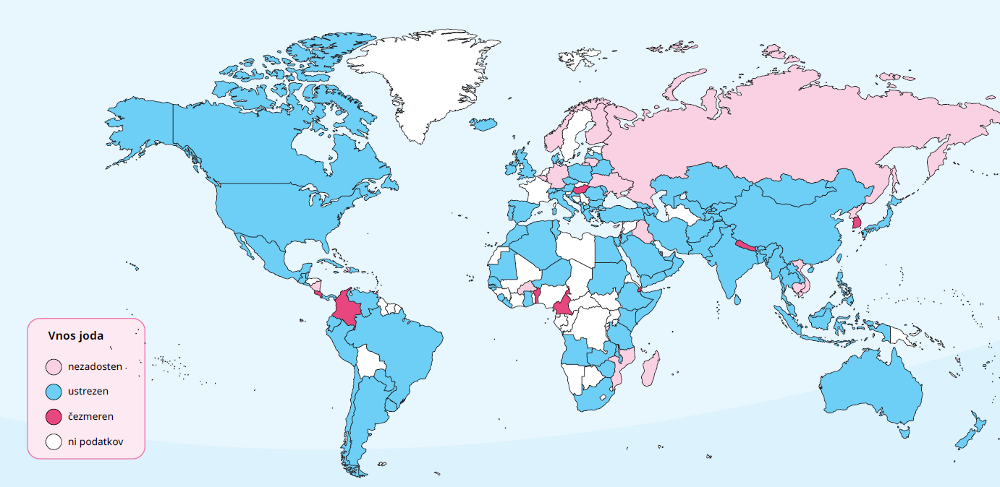 Vnos joda
nezadosten
ustrezen
čezmeren
ni podatkov